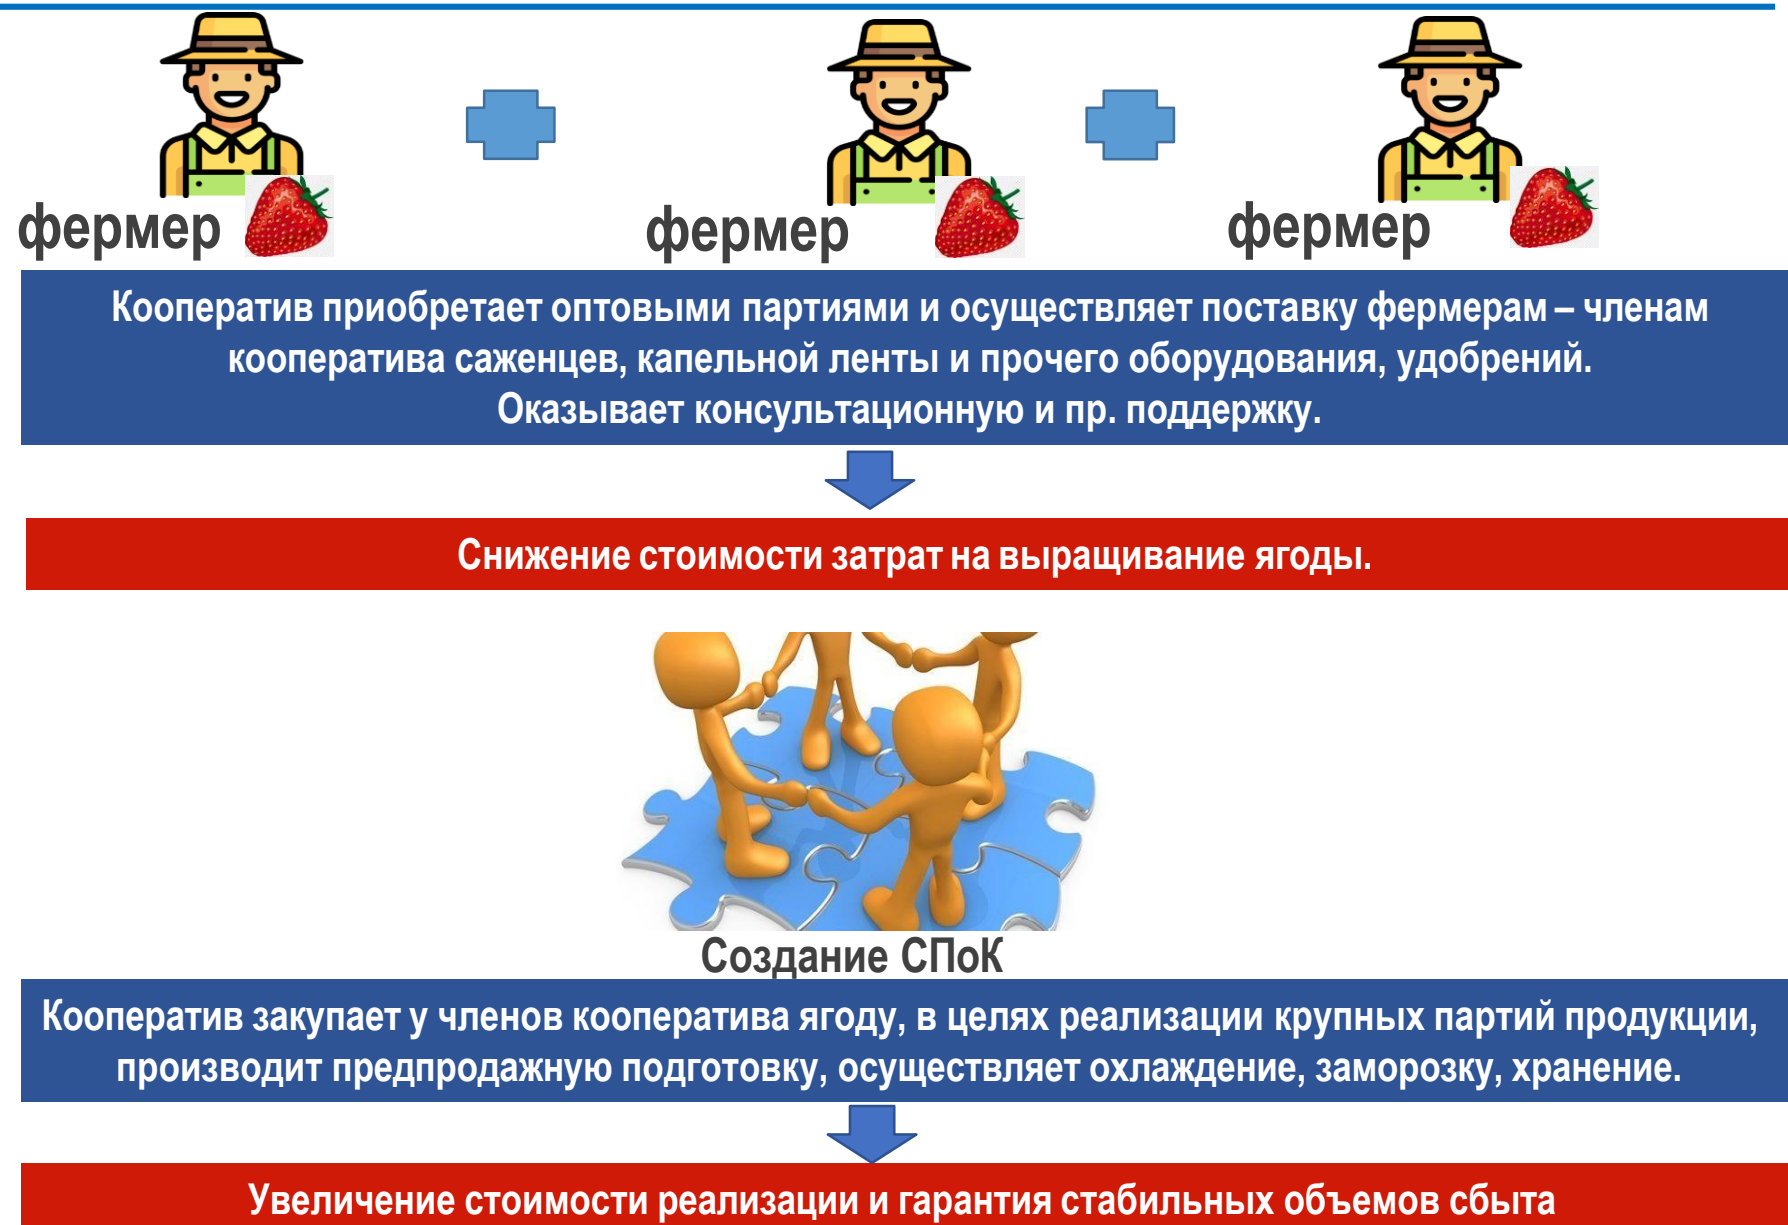 фермер
фермер
фермер
Кооператив приобретает оптовыми партиями и осуществляет поставку фермерам – членам
кооператива саженцев, капельной ленты и прочего оборудования, удобрений.
Оказывает консультационную и пр. поддержку.
Снижение стоимости затрат на выращивание ягоды.
Создание СПоК
Кооператив закупает у членов кооператива ягоду, в целях реализации крупных партий продукции,
производит предпродажную подготовку, осуществляет охлаждение, заморозку, хранение.
Увеличение стоимости реализации и гарантия стабильных объемов сбыта